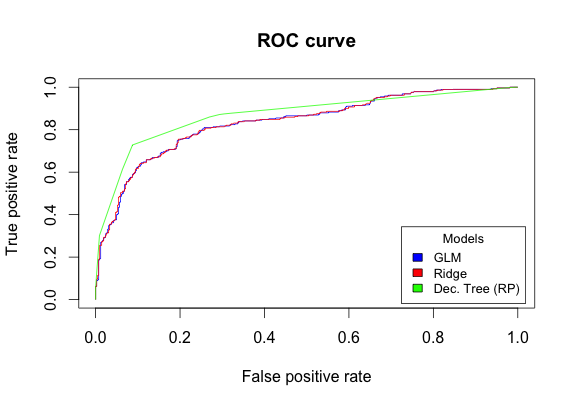 ROC curve
True positive rate
1.0
0.8
0.6
0.4
0.2
0.0
Models
GLM
Ridge
Dec. Tree (RP)
0.0 0.2 0.4 0.6 0.8 1.0
False positive rate